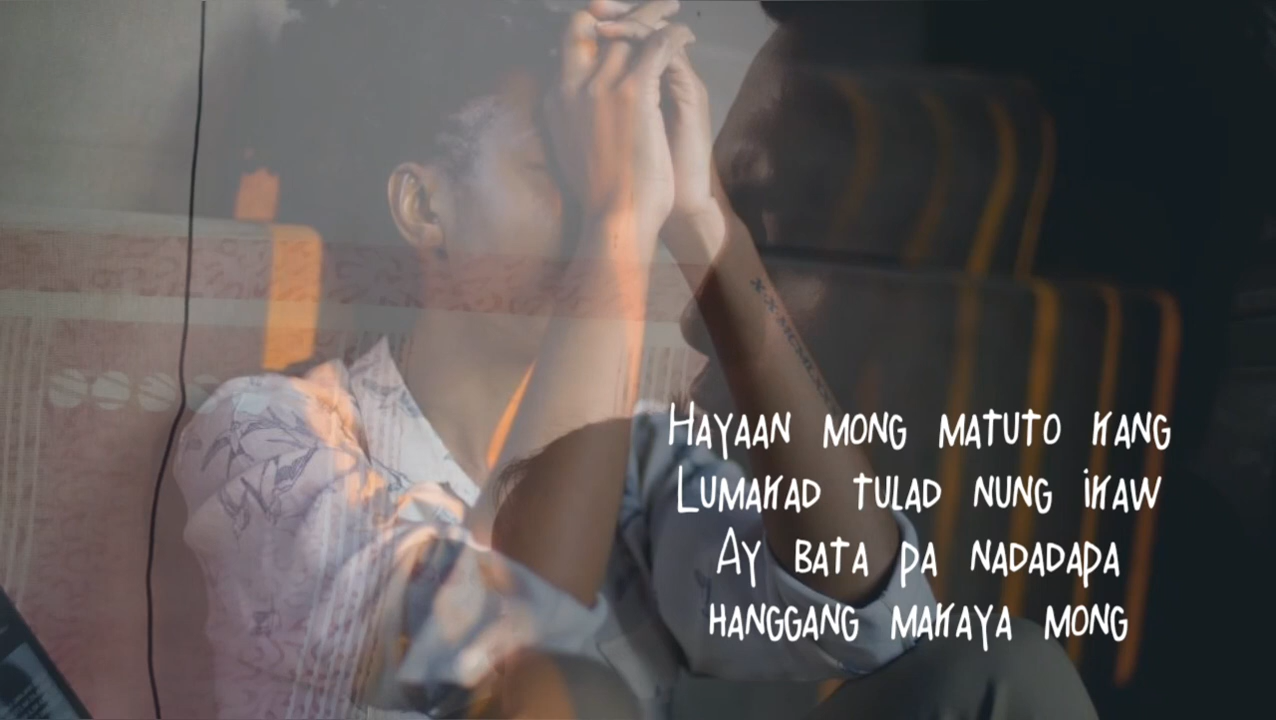 Hayaan mong matuto kang
Lumakad tulad nung ikaw
Ay bata pa nadadapa
hanggang makaya mong